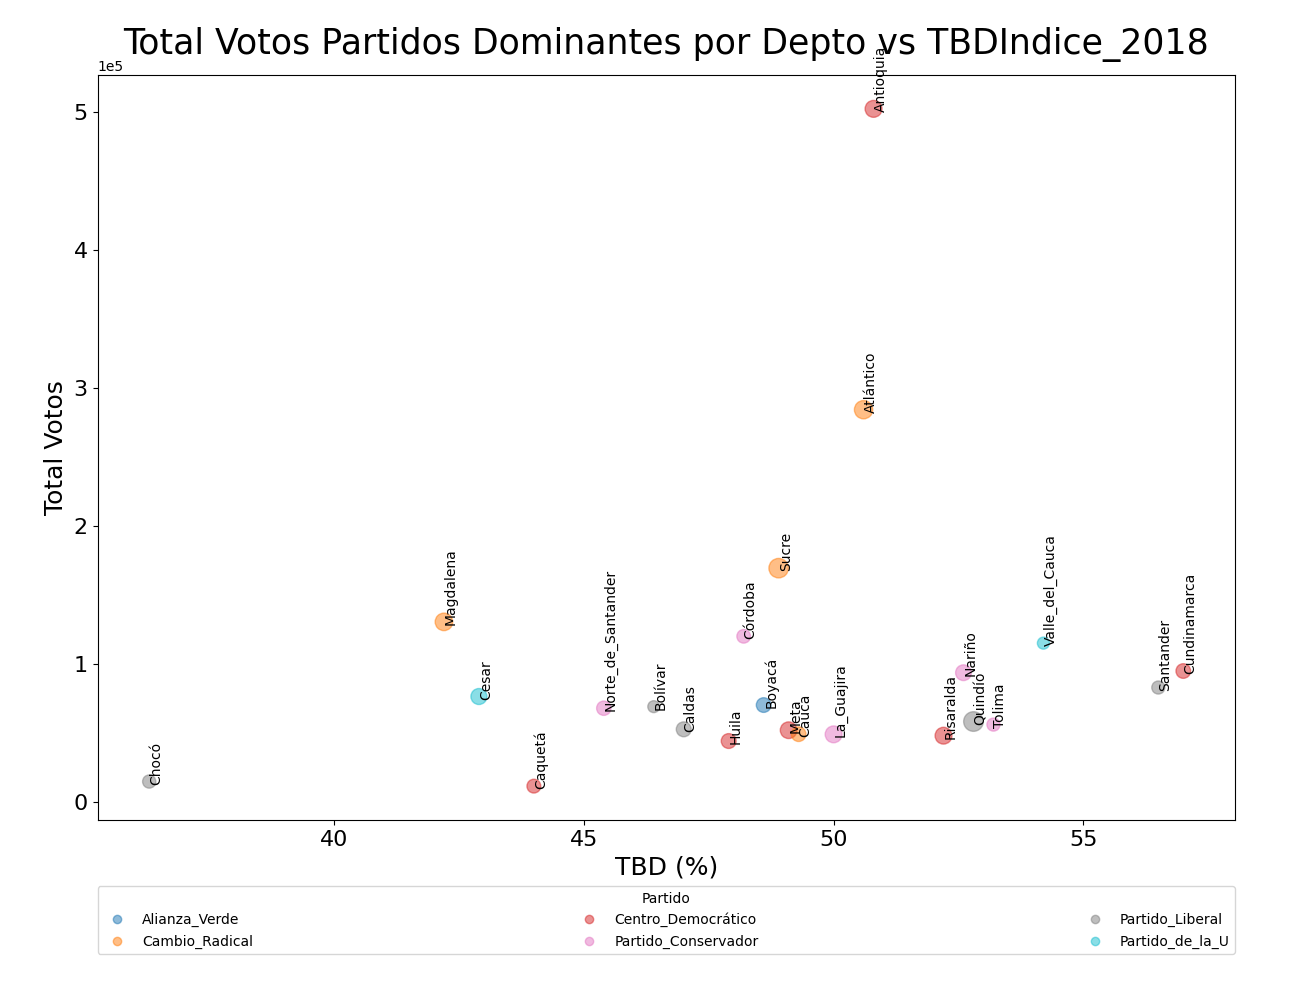 Total Votos Partidos Dominantes por Depto vs TBDIndice_2018
1e5
Antioquia
5
4
Atlántico
3
Total Votos
2
Sucre
Magdalena
Norte_de_Santander
Córdoba
Valle_del_Cauca
Cundinamarca
Santander
Nariño
1
Cesar
Bolívar
Boyacá
La_Guajira
Quindío
Risaralda
Tolima
Caldas
Meta
Cauca
Huila
Chocó
Caquetá
0
40 45 50 55
TBD (%)
Partido
Alianza_Verde Centro_Democrático Partido_Liberal
Cambio_Radical Partido_Conservador Partido_de_la_U